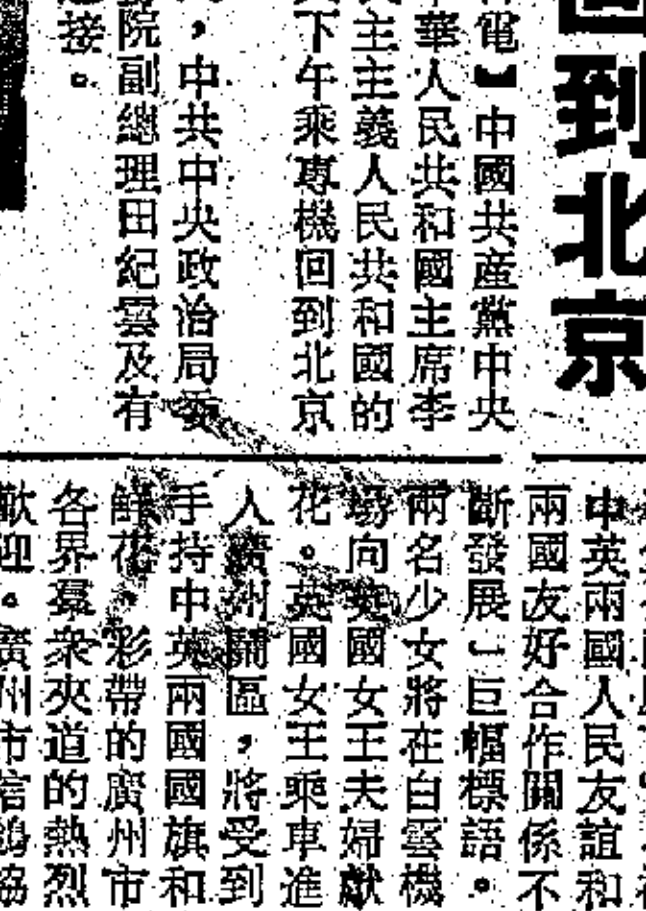 到北京
電】中國共産黨中央
華人民共和國主席李
主主義人民共和國的
下午乘專機回到北京
，中共中央政治局委
院副總理田紀雲及有
接。
中英兩國人民友誼和
兩國友好合作關係不
斷發展」巨幅標語。
兩名少女將在白雲機
場向英國女王夫婦獻
花。英國女王乘車進
入廣州市區，將受到
手持中英兩國國旗和
鮮花、彩帶的廣州市
各界羣衆夾道的熱烈
歡迎。廣州市信鴿協